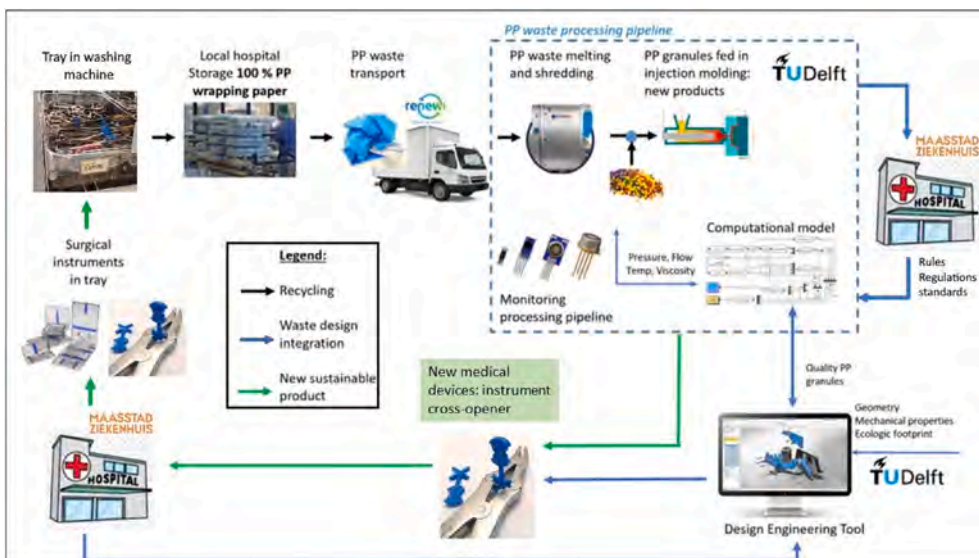 PP waste processing pipeline
Tray in washing
machine
Local hospital
Storage 100 % PP
wrapping paper
PP waste
transport
renewi
PP waste melting
and shredding
PP granules fed in
injection molding:
new products
TUDelft
MAASSTAD
ZIEKENHUIS
HOSPITAL
Rules
Regulations
standards
Surgical
instruments
in tray
Legend:
Recycling
Waste design
integration
New sustainable
product
Monitoring
processing pipeline
Pressure, Flow
Temp, Viscosity
Computational model
New medical
devices: instrument
cross-opener
Quality PP
granules
Geometry
Mechanical properties
Ecologic footprint
TUDelft
Design Engineering Tool
MAASSTAD
ZIEKENHUIS
HOSPITAL